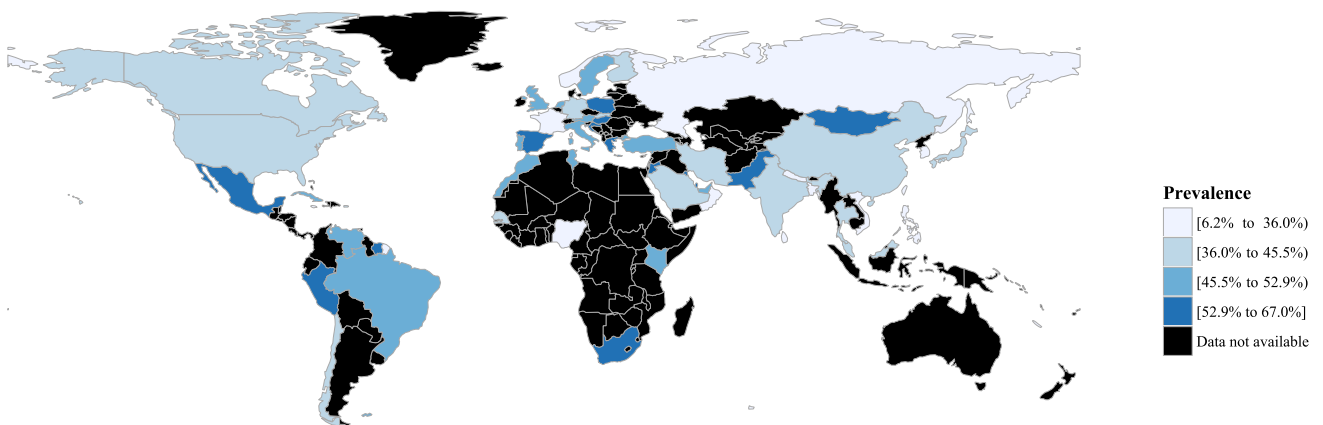 Prevalence
[6.2%  to  36.0%)
[36.0% to 45.5%)
[45.5% to 52.9%)
[52.9% to 67.0%]
Data not available